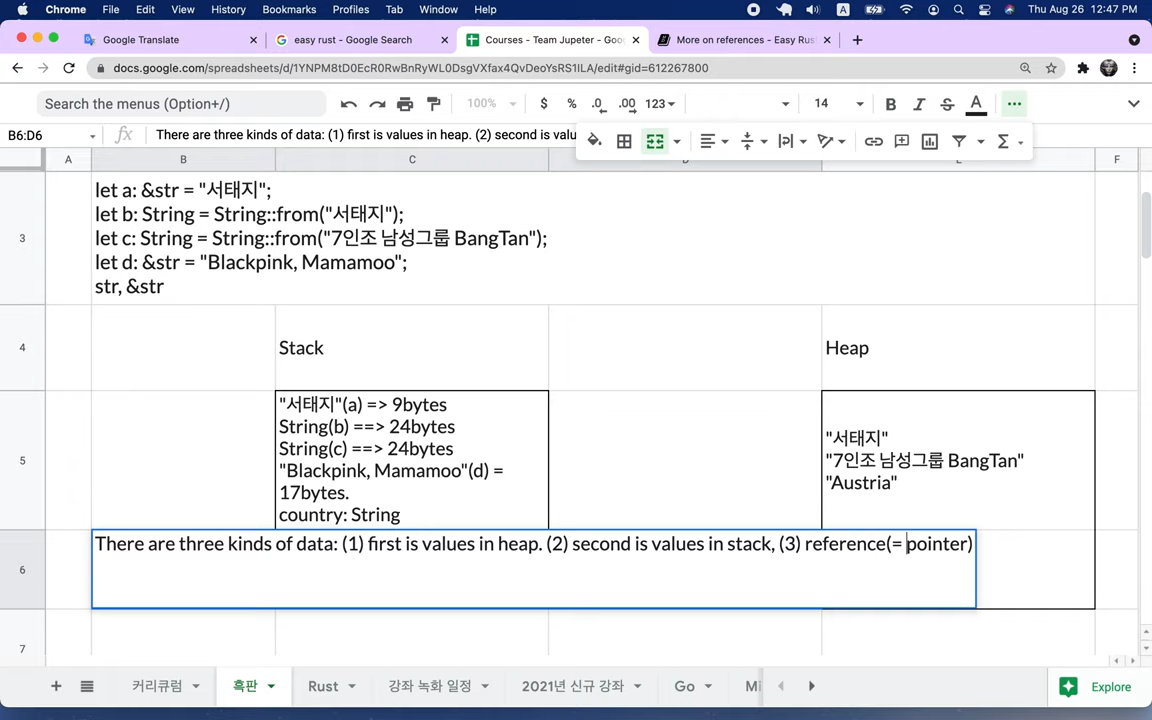 Chrome File Edit View History Bookmarks Profiles Tab Window Help A Thu Aug 26 12:47 PM
Google Translate
easy rust - Google Search
Courses - Team Jupeter - Goo
More on references - Easy Rus
docs.google.com/spreadsheets/d/1YNPM8tD0EcR0RwBnRyWL0DsgVXfax4QvDeoYsRS1ILA/edit#gid=612267800
Search the menus (Option+/)
100% $ % .0 .00 123 14 B I S A
B6:D6 fx There are three kinds of data: (1) first is values in heap. (2) second is valu
A B C E F
3
let a: &str = "서태지";
let b: String = String::from("서태지");
let c: String = String::from("7인조 남성그룹 BangTan");
let d: &str = "Blackpink, Mamamoo";
str, &str
4
Stack
Heap
5
"서태지"(a) => 9bytes
String(b) ==> 24bytes
String(c) ==> 24bytes
"Blackpink, Mamamoo"(d) =
17bytes.
country: String
"서태지"
"7인조 남성그룹 BangTan"
"Austria"
6
There are three kinds of data: (1) first is values in heap. (2) second is values in stack, (3) reference(= pointer)
7
커리큘럼 흑판 Rust 강좌 녹화 일정 2021년 신규 강좌 Go Mi Explore